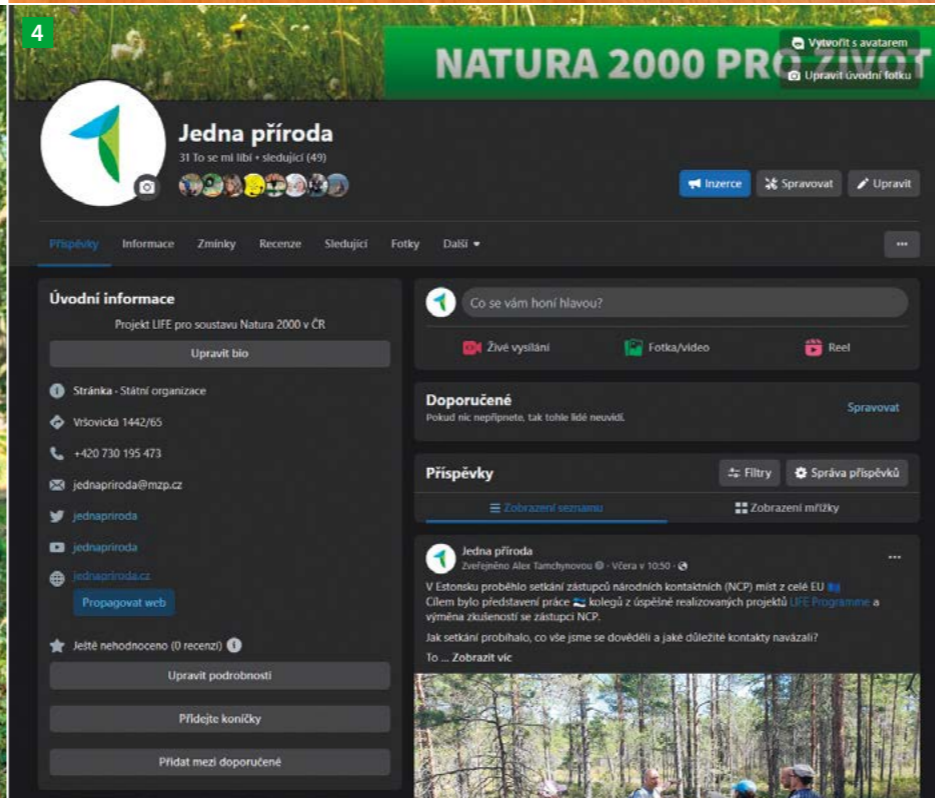 4
NATURA 2000 PRO ŽIVOT
Vytvořit s avatarem
Upravit úvodní fotku
Jedna příroda
31 To se mi líbí • sledující (49)
Inzerce
Spravovat
Upravit
Příspěvky
Informace
Zmínky
Recenze
Sledující
Fotky
Další
Úvodní informace
Projekt LIFE pro soustavu Natura 2000 v ČR
Upravit bio
Stránka · Státní organizace
Vršovická 1442/65
+420 730 195 473
jednapriroda@mzp.cz
jednapriroda
jednapriroda
jednapriroda.cz
Propagovat web
Ještě nehodnoceno (0 recenzí)
Upravit podrobnosti
Přidejte koníčky
Přidat mezi doporučené
Co se vám honí hlavou?
Živé vysílání
Fotka/video
Reel
Doporučené
Pokud nic nepřipnete, tak tohle lidé neuvidí.
Spravovat
Příspěvky
Filtry
Správa příspěvků
Zobrazení seznamu
Zobrazení mřížky
Jedna příroda
Zveřejněno Alex Tamchynovou · Včera v 10:50 ·
V Estonsku proběhlo setkání zástupců národních kontaktních (NCP) míst z celé EU
Cílem bylo představení práce kolegů z úspěšně realizovaných projektů LIFE Programme a
výměna zkušeností se zástupci NCP.
Jak setkání probíhalo, co vše jsme se dověděli a jaké důležité kontakty navázali?
To ... Zobrazit víc